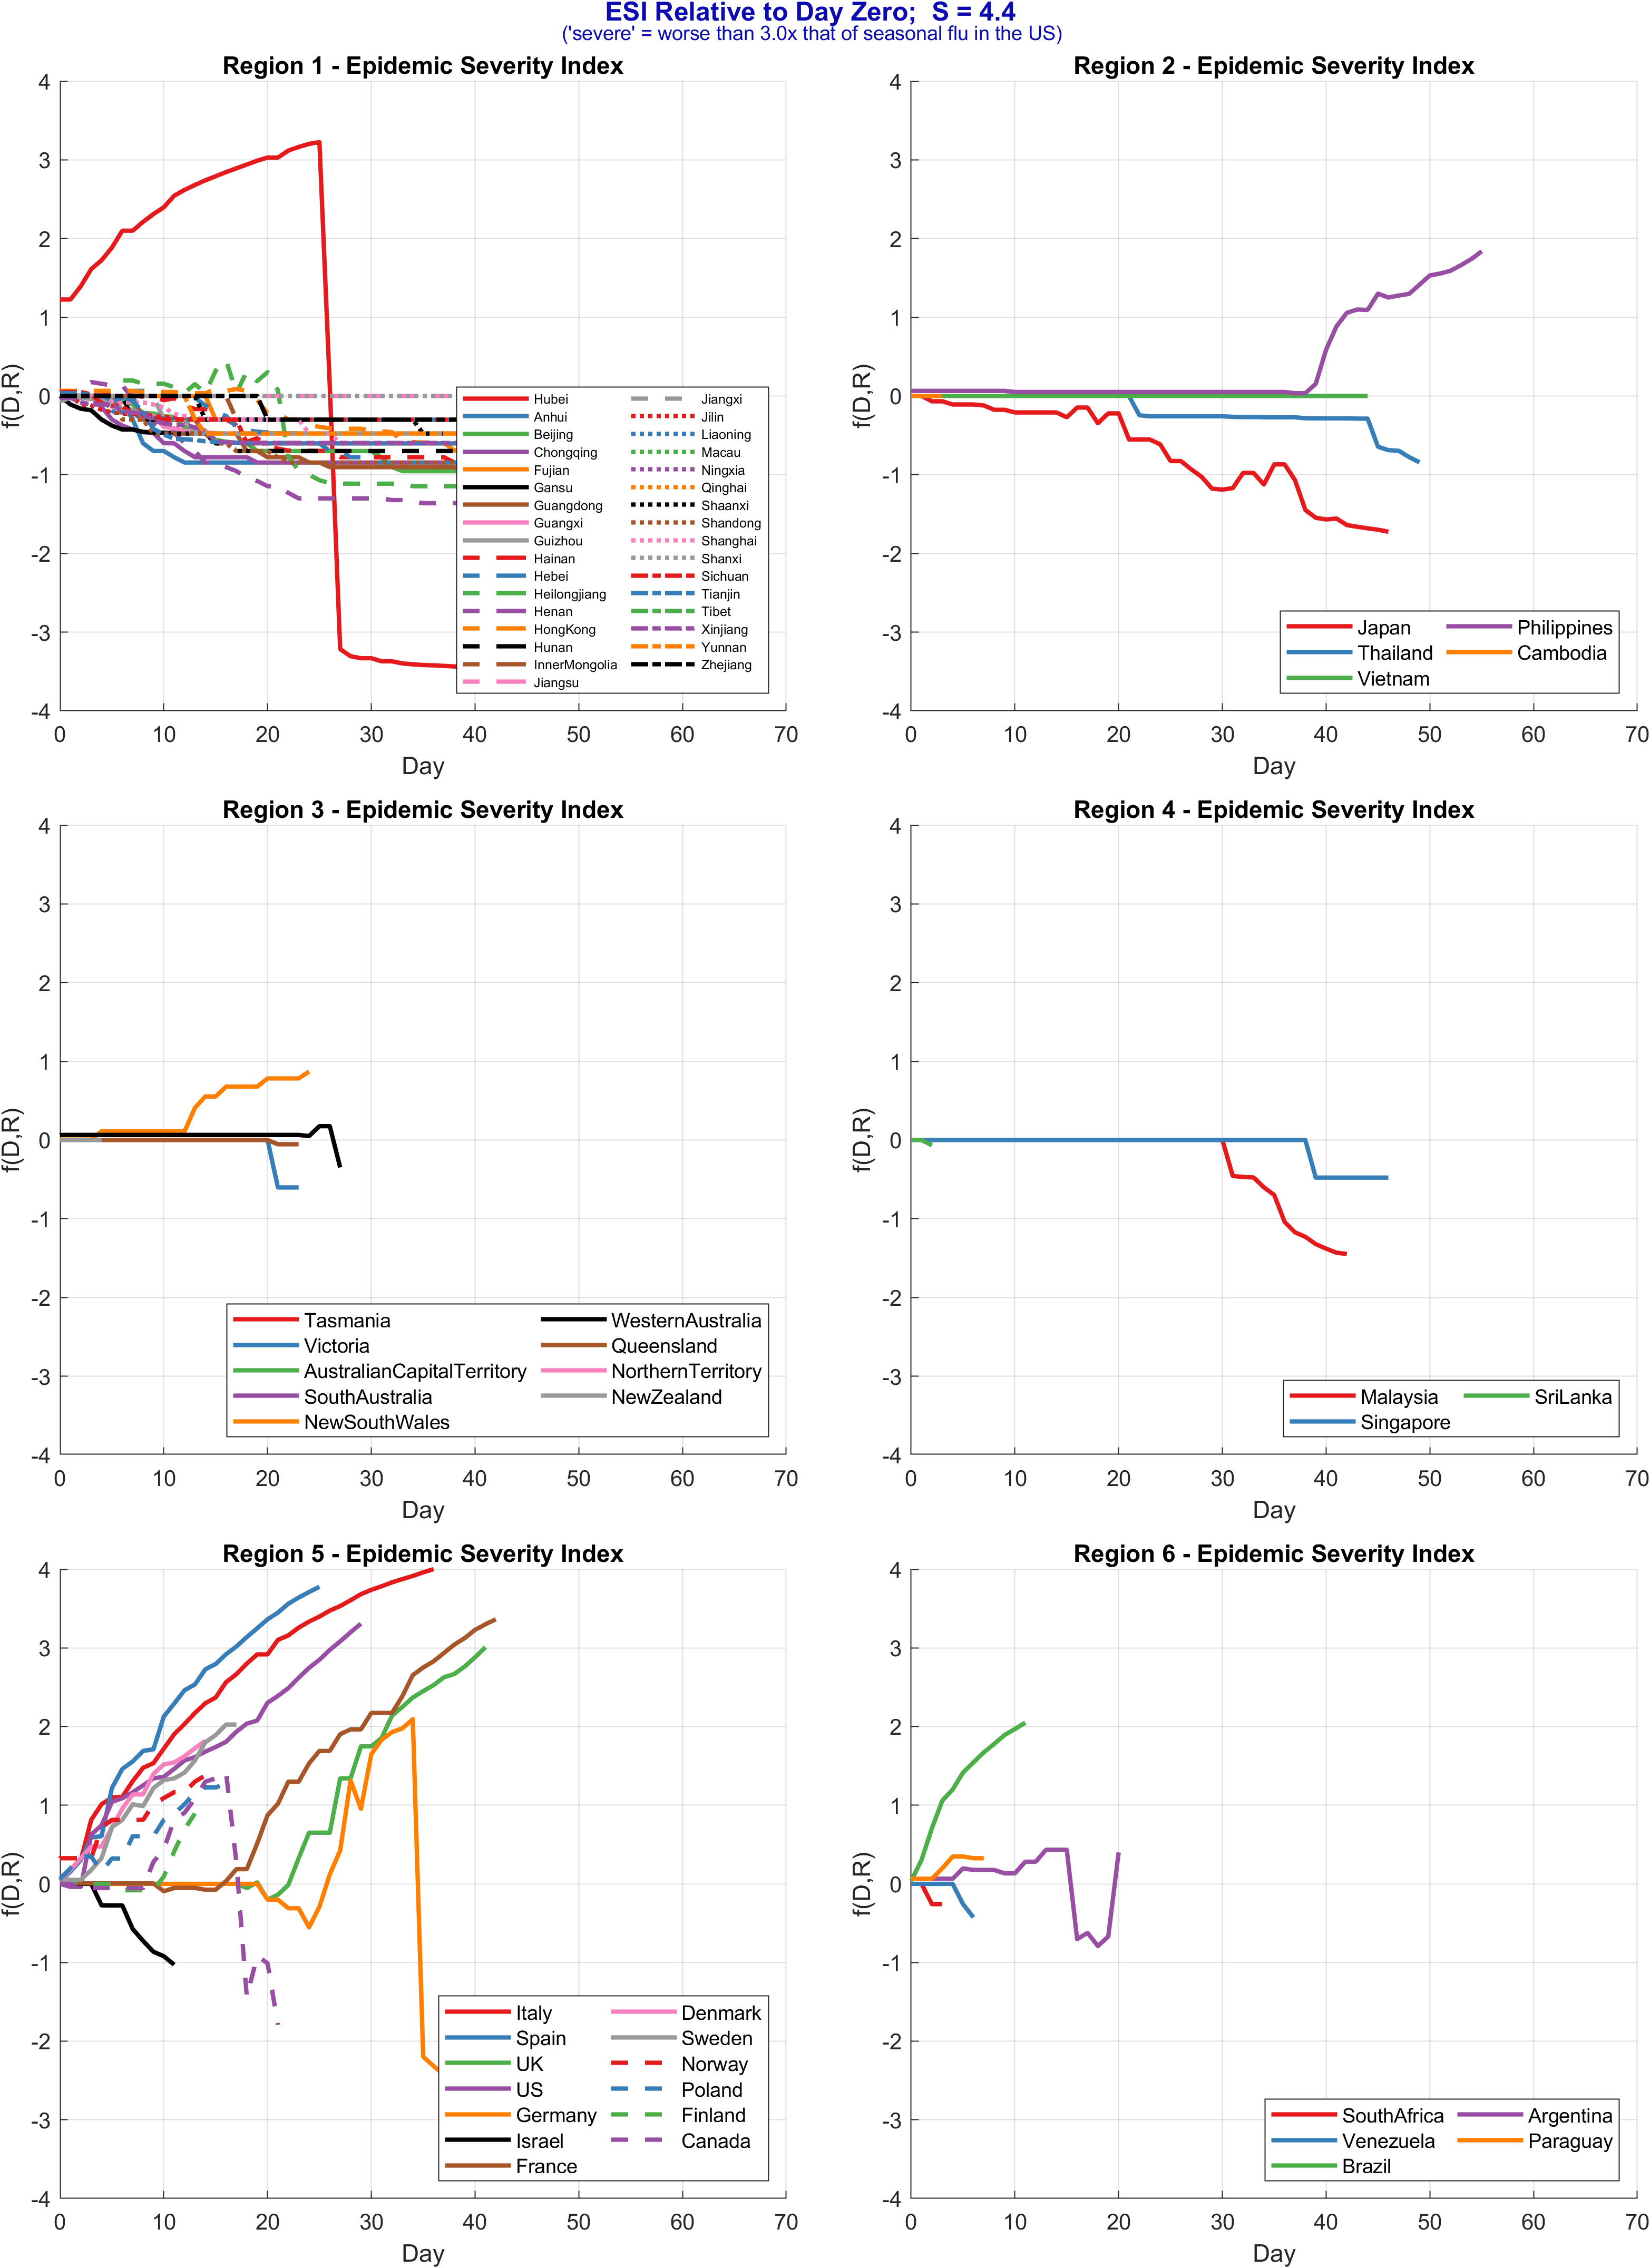 ESI Relative to Day Zero;  S = 4.4
('severe' = worse than 3.0x that of seasonal flu in the US)
Region 1 - Epidemic Severity Index
4
3
2
1
0
-1
-2
-3
-4
f(D,R)
0 10 20 30 40 50 60 70
Day
Hubei
Anhui
Beijing
Chongqing
Fujian
Gansu
Guangdong
Guangxi
Guizhou
Hainan
Hebei
Heilongjiang
Henan
HongKong
Hunan
InnerMongolia
Jiangsu
Jiangxi
Jilin
Liaoning
Macau
Ningxia
Qinghai
Shaanxi
Shandong
Shanghai
Shanxi
Sichuan
Tianjin
Tibet
Xinjiang
Yunnan
Zhejiang
Region 2 - Epidemic Severity Index
4
3
2
1
0
-1
-2
-3
-4
f(D,R)
0 10 20 30 40 50 60 70
Day
Japan
Thailand
Vietnam
Philippines
Cambodia
Region 3 - Epidemic Severity Index
4
3
2
1
0
-1
-2
-3
-4
f(D,R)
0 10 20 30 40 50 60 70
Day
Tasmania
Victoria
AustralianCapitalTerritory
SouthAustralia
NewSouthWales
WesternAustralia
Queensland
NorthernTerritory
NewZealand
Region 4 - Epidemic Severity Index
4
3
2
1
0
-1
-2
-3
-4
f(D,R)
0 10 20 30 40 50 60 70
Day
Malaysia
Singapore
SriLanka
Region 5 - Epidemic Severity Index
4
3
2
1
0
-1
-2
-3
-4
f(D,R)
0 10 20 30 40 50 60 70
Day
Italy
Spain
UK
US
Germany
Israel
France
Denmark
Sweden
Norway
Poland
Finland
Canada
Region 6 - Epidemic Severity Index
4
3
2
1
0
-1
-2
-3
-4
f(D,R)
0 10 20 30 40 50 60 70
Day
SouthAfrica
Venezuela
Brazil
Argentina
Paraguay